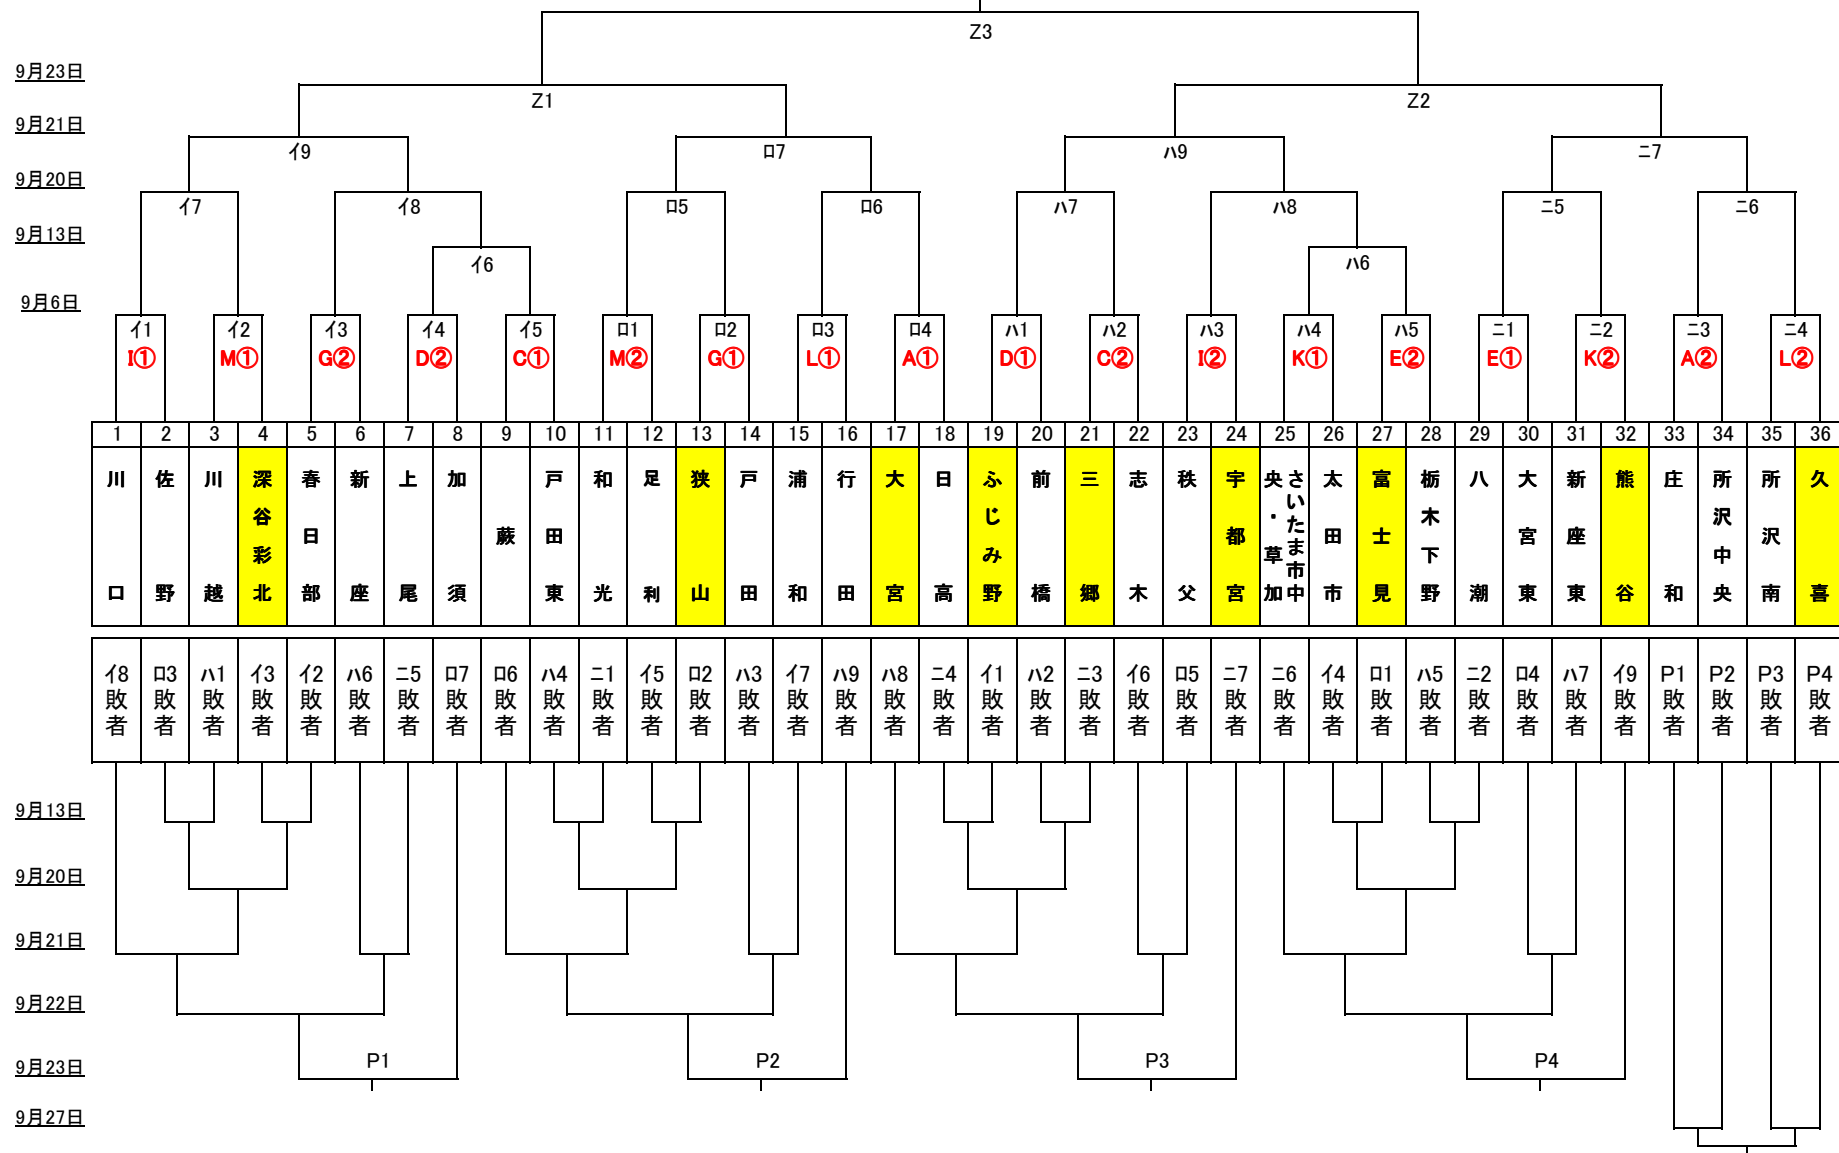 Z3
9月23日
Z1 Z2
9月21日
イ9 ロ7 ハ9 ニ7
9月20日
イ7 イ8 ロ5 ロ6 ハ7 ハ8 ニ5 ニ6
9月13日
イ6 ハ6
9月6日
イ1 イ2 イ3 イ4 イ5 ロ1 ロ2 ロ3 ロ4 ハ1 ハ2 ハ3 ハ4 ハ5 ニ1 ニ2 ニ3 ニ4
I① M① G② D② C① M② G① L① A① D① C② I② K① E② E① K② A② L②
1 2 3 4 5 6 7 8 9 10 11 12 13 14 15 16 17 18 19 20 21 22 23 24 25 26 27 28 29 30 31 32 33 34 35 36
川口
佐野
川越
深谷彩北
春日部
新座
上尾
加須
蕨
戸田東
和光
足利
狭山
戸田
浦和
行田
大宮
日高
ふじみ野
前橋
三郷
志木
秩父
宇都宮
さいたま市中
央・草加
太田市
富士見
栃木下野
八潮
大宮東
新座東
熊谷
庄和
所沢中央
所沢南
久喜
イ8敗者
ロ3敗者
ハ1敗者
イ3敗者
イ2敗者
ハ6敗者
ニ5敗者
ロ7敗者
ロ6敗者
ハ4敗者
ニ1敗者
イ5敗者
ロ2敗者
ハ3敗者
イ7敗者
ハ9敗者
ハ8敗者
ニ4敗者
イ1敗者
ハ2敗者
ニ3敗者
イ6敗者
ロ5敗者
ニ7敗者
ニ6敗者
イ4敗者
ロ1敗者
ハ5敗者
ニ2敗者
ロ4敗者
ハ7敗者
イ9敗者
P1敗者
P2敗者
P3敗者
P4敗者
9月13日
9月20日
9月21日
9月22日
P1 P2 P3 P4
9月23日
9月27日